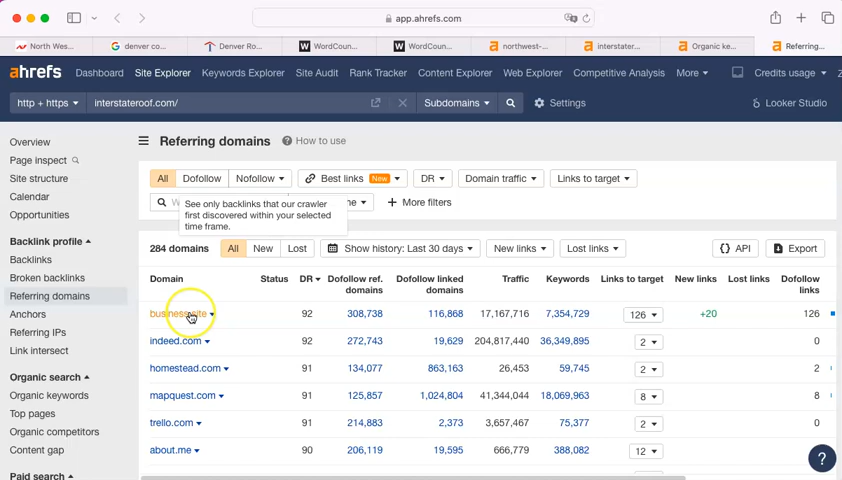 app.ahrefs.com
North Wes...
denver co...
Denver Ro...
WordCoun...
WordCoun...
northwest-...
interstater...
Organic ke...
Referring...
ahrefs Dashboard Site Explorer Keywords Explorer Site Audit Rank Tracker Content Explorer Web Explorer Competitive Analysis More Credits usage
http + https interstateroof.com/ Subdomains Settings Looker Studio
Overview
Page inspect
Site structure
Calendar
Opportunities
Backlink profile
Backlinks
Broken backlinks
Referring domains
Anchors
Referring IPs
Link intersect
Organic search
Organic keywords
Top pages
Organic competitors
Content gap
Paid search
Referring domains How to use
All Dofollow Nofollow Best links New DR Domain traffic Links to target
More filters
See only backlinks that our crawler
first discovered within your selected
time frame.
284 domains All New Lost Show history: Last 30 days New links Lost links API Export
Domain Status DR Dofollow ref. domains Dofollow linked domains Traffic Keywords Links to target New links Lost links Dofollow links
business.site 92 308,738 116,868 17,167,716 7,354,729 126 +20 126
indeed.com 92 272,743 19,629 204,817,440 36,349,895 2 0
homestead.com 91 134,077 863,163 26,453 59,745 2 2
mapquest.com 91 125,857 1,024,804 41,344,044 18,069,963 8 8
trello.com 91 214,883 2,373 3,657,467 75,377 2 0
about.me 90 206,119 19,595 666,779 388,082 12 0